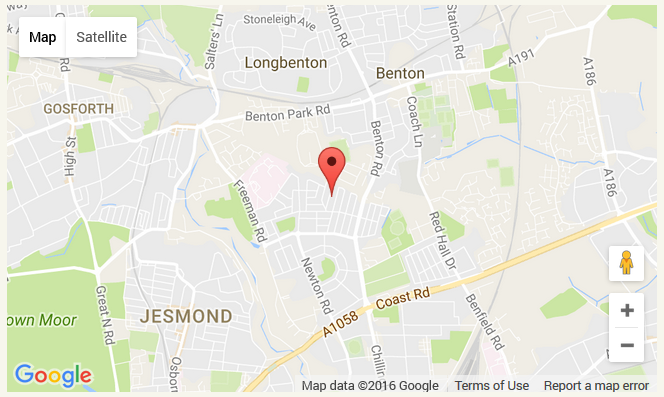 Stoneleigh Ave
Station Rd
Salters' Ln
Benton Rd
Map
Satellite
A191
A186
Longbenton
Benton
GOSFORTH
Coach Ln
Benton Park Rd
High St
Benton Rd
A186
Freeman Rd
Red Hall Dr
Newton Rd
Great N Rd
Coast Rd
Benfield Rd
own Moor
JESMOND
A1058
Osborn
Chillin
+
−
Google
Map data ©2016 Google
Terms of Use
Report a map error